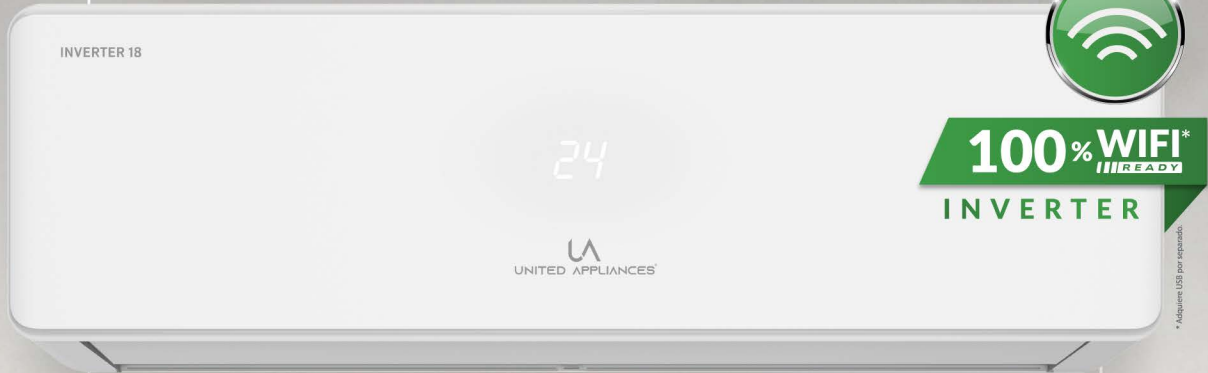 INVERTER 18
24
UNITED APPLIANCES
100% WIFI*
READY
INVERTER
* Adquiere USB por separado.